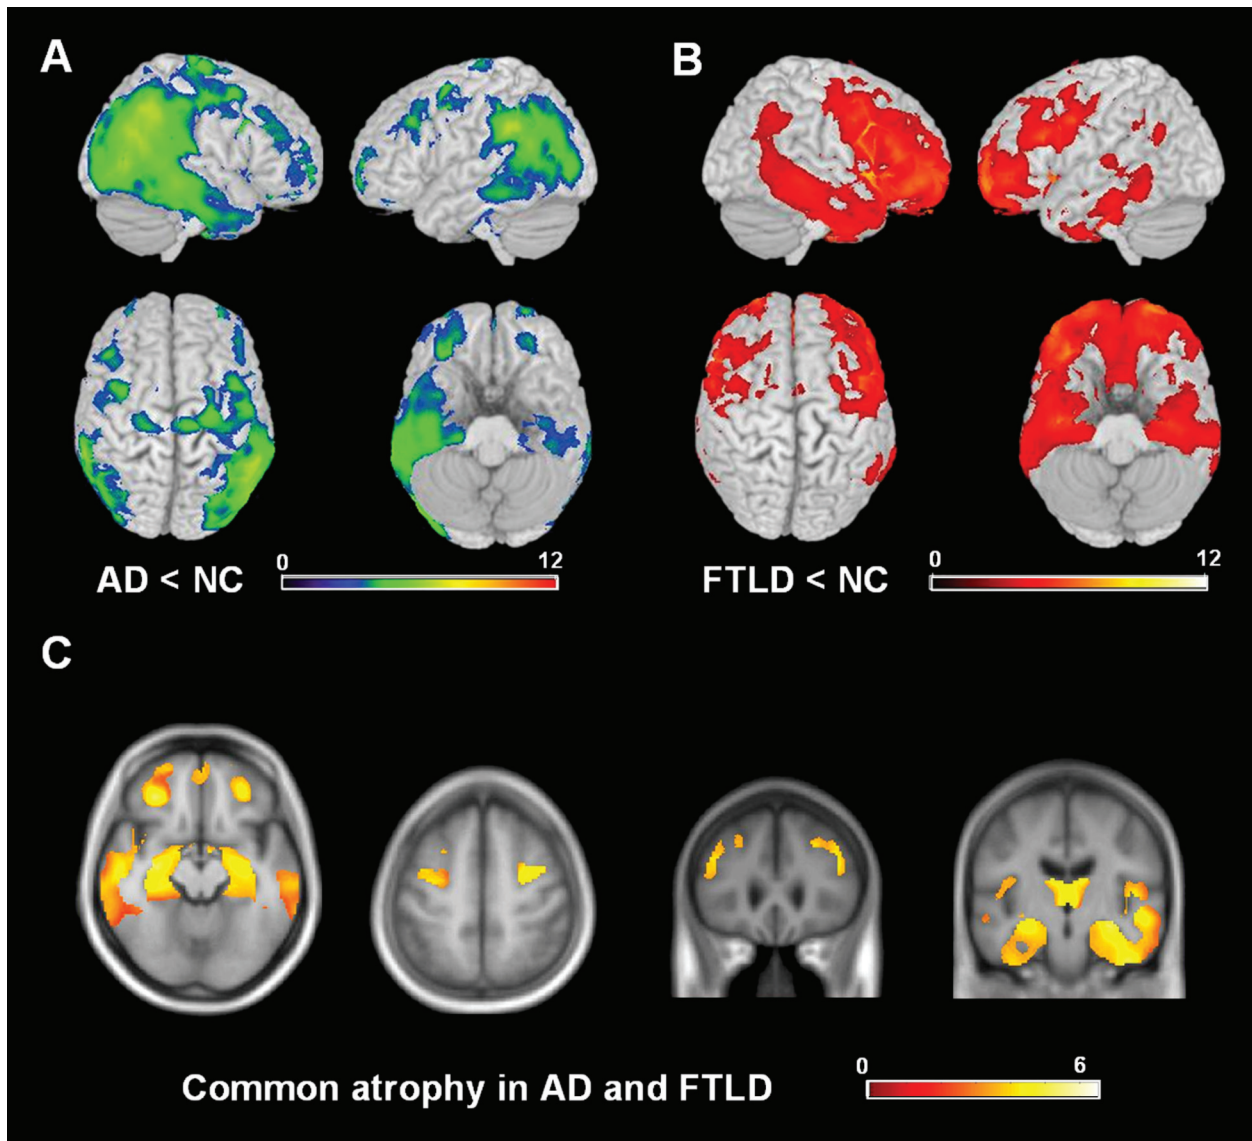 A
B
0 12
AD < NC
0 12
FTLD < NC
C
0 6
Common atrophy in AD and FTLD